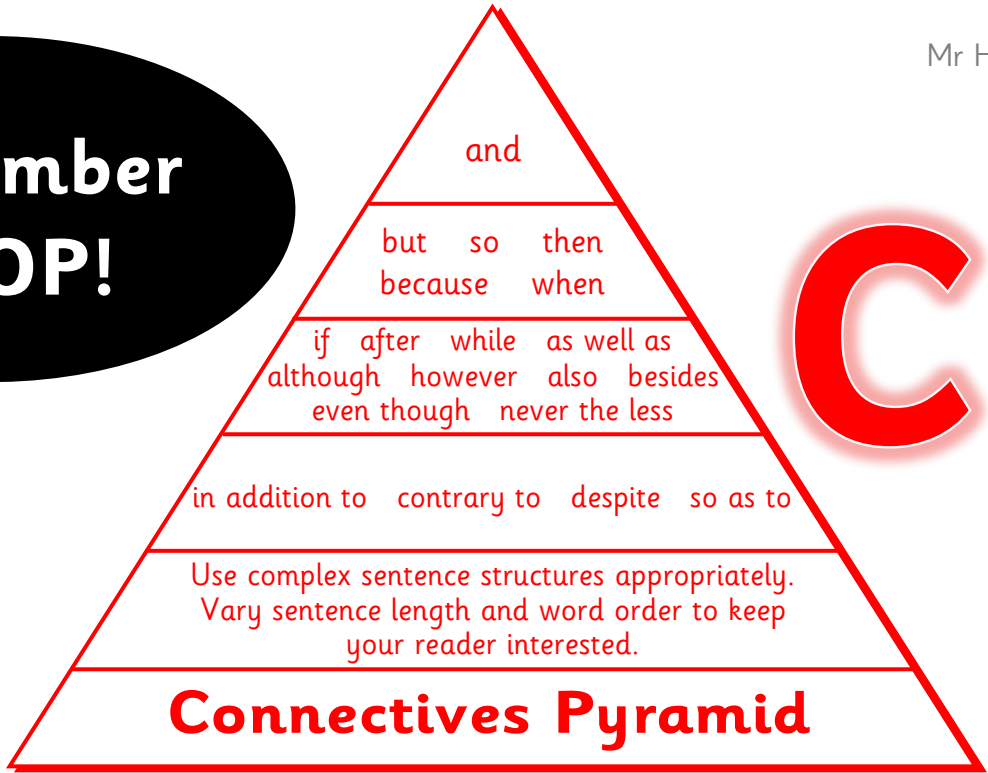 Mr H
and
mber
OP!
but so then
because when
C
if after while as well as
although however also besides
even though never the less
in addition to contrary to despite so as to
Use complex sentence structures appropriately.
Vary sentence length and word order to keep
your reader interested.
Connectives Pyramid